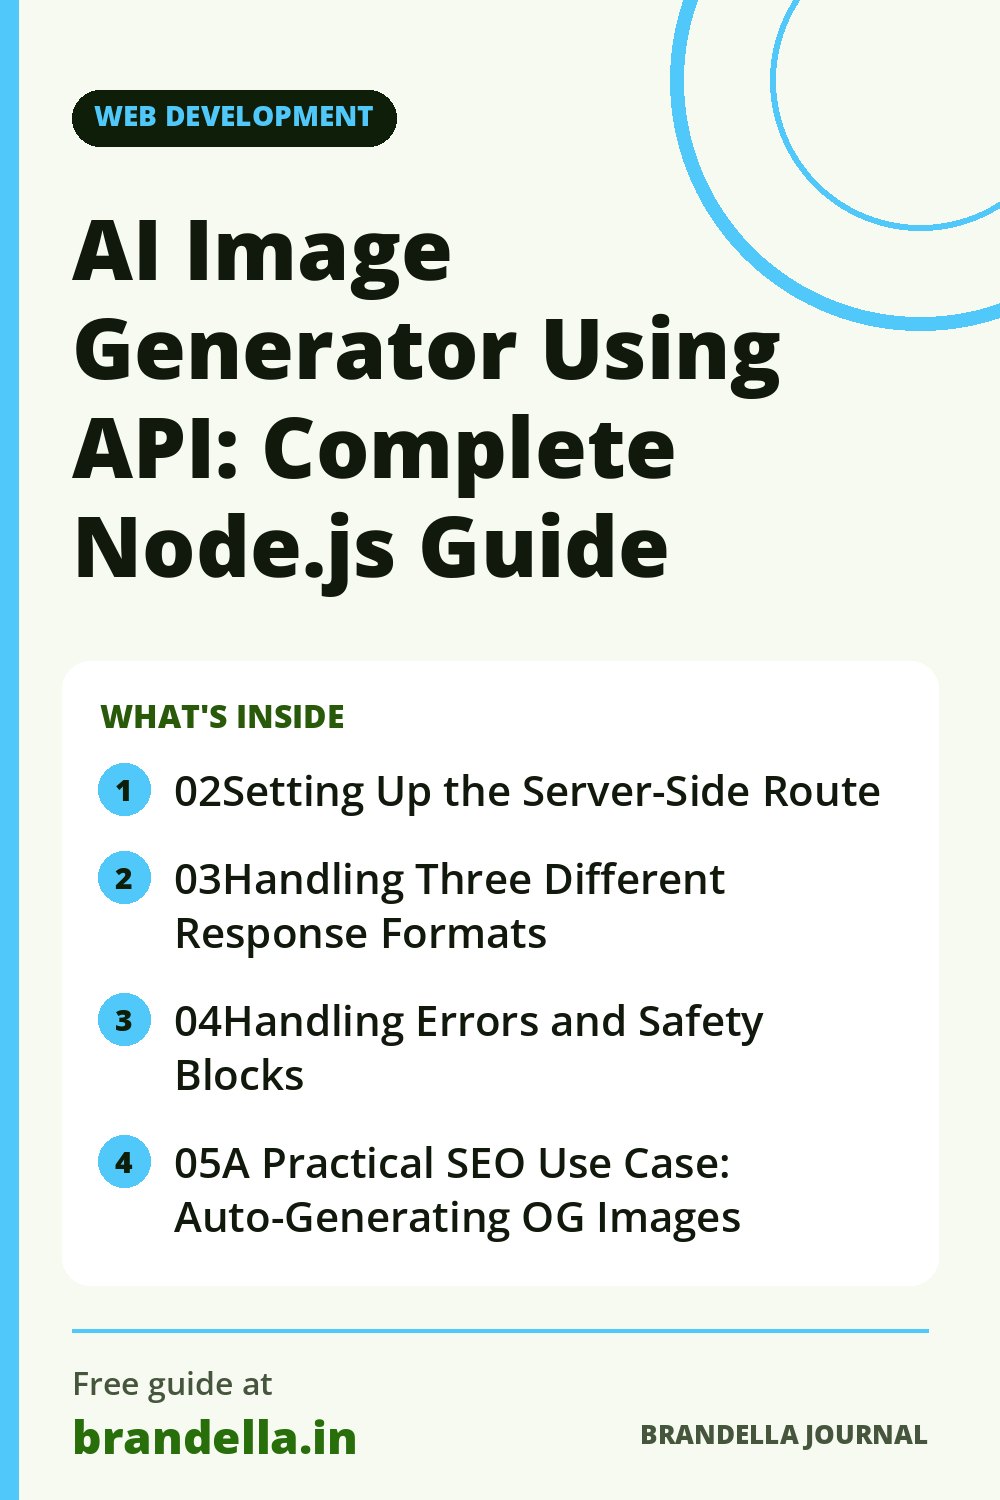 WEB DEVELOPMENT
AI Image
Generator Using
API: Complete
Node.js Guide
WHAT'S INSIDE
1 02Setting Up the Server-Side Route
2 03Handling Three Different
Response Formats
3 04Handling Errors and Safety
Blocks
4 05A Practical SEO Use Case:
Auto-Generating OG Images
Free guide at
brandella.in
BRANDELLA JOURNAL